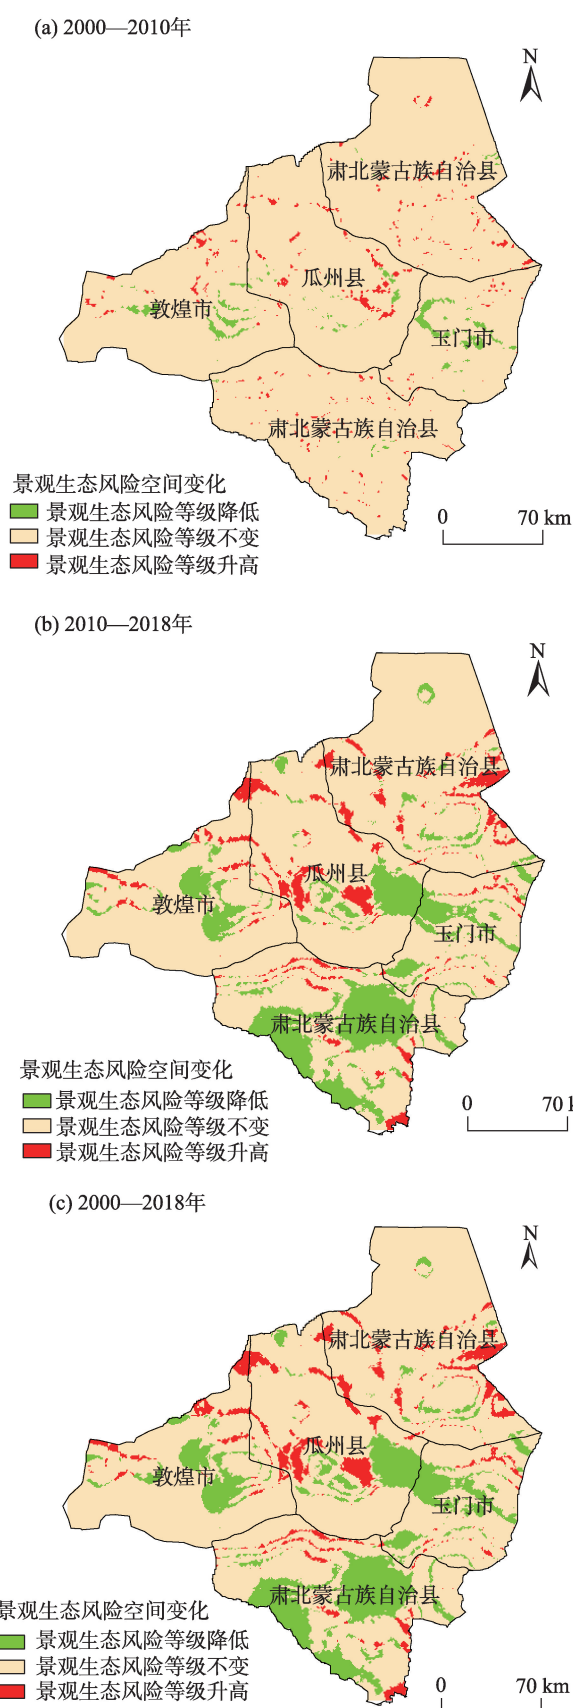 (a) 2000—2010年
N
肃北蒙古族自治县
瓜州县
敦煌市
玉门市
肃北蒙古族自治县
景观生态风险空间变化
景观生态风险等级降低
景观生态风险等级不变
景观生态风险等级升高
0 70 km
(b) 2010—2018年
N
肃北蒙古族自治县
瓜州县
敦煌市
玉门市
肃北蒙古族自治县
景观生态风险空间变化
景观生态风险等级降低
景观生态风险等级不变
景观生态风险等级升高
0 70 k
(c) 2000—2018年
N
肃北蒙古族自治县
瓜州县
敦煌市
玉门市
肃北蒙古族自治县
景观生态风险空间变化
景观生态风险等级降低
景观生态风险等级不变
景观生态风险等级升高
0 70 km